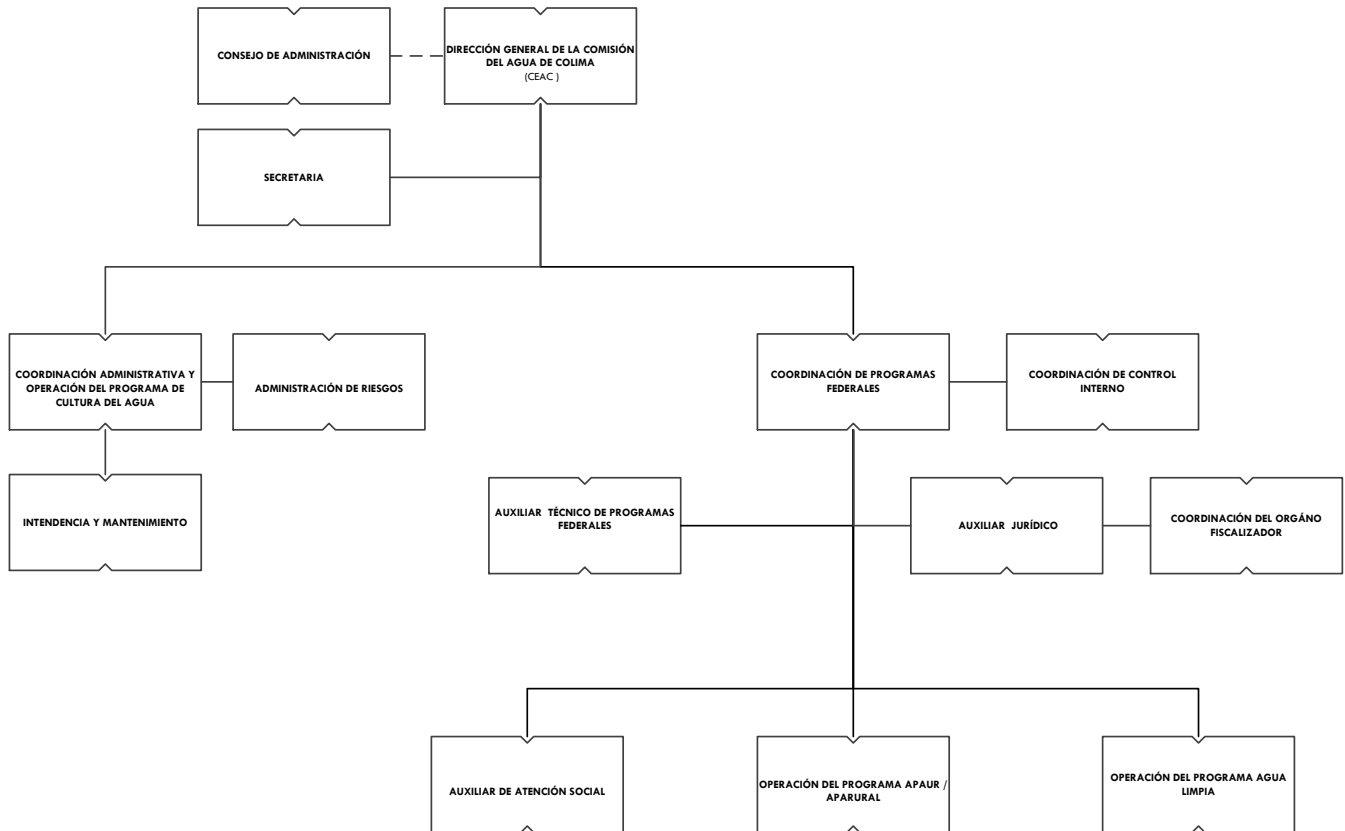 CONSEJO DE ADMINISTRACIÓN
DIRECCIÓN GENERAL DE LA COMISIÓN
DEL AGUA DE COLIMA
(CEAC )
SECRETARIA
COORDINACIÓN ADMINISTRATIVA Y
OPERACIÓN DEL PROGRAMA DE
CULTURA DEL AGUA
ADMINISTRACIÓN DE RIESGOS
COORDINACIÓN DE PROGRAMAS
FEDERALES
COORDINACIÓN DE CONTROL
INTERNO
INTENDENCIA Y MANTENIMIENTO
AUXILIAR TÉCNICO DE PROGRAMAS
FEDERALES
AUXILIAR JURÍDICO
COORDINACIÓN DEL ORGÁNO
FISCALIZADOR
AUXILIAR DE ATENCIÓN SOCIAL
OPERACIÓN DEL PROGRAMA APAUR /
APARURAL
OPERACIÓN DEL PROGRAMA AGUA
LIMPIA